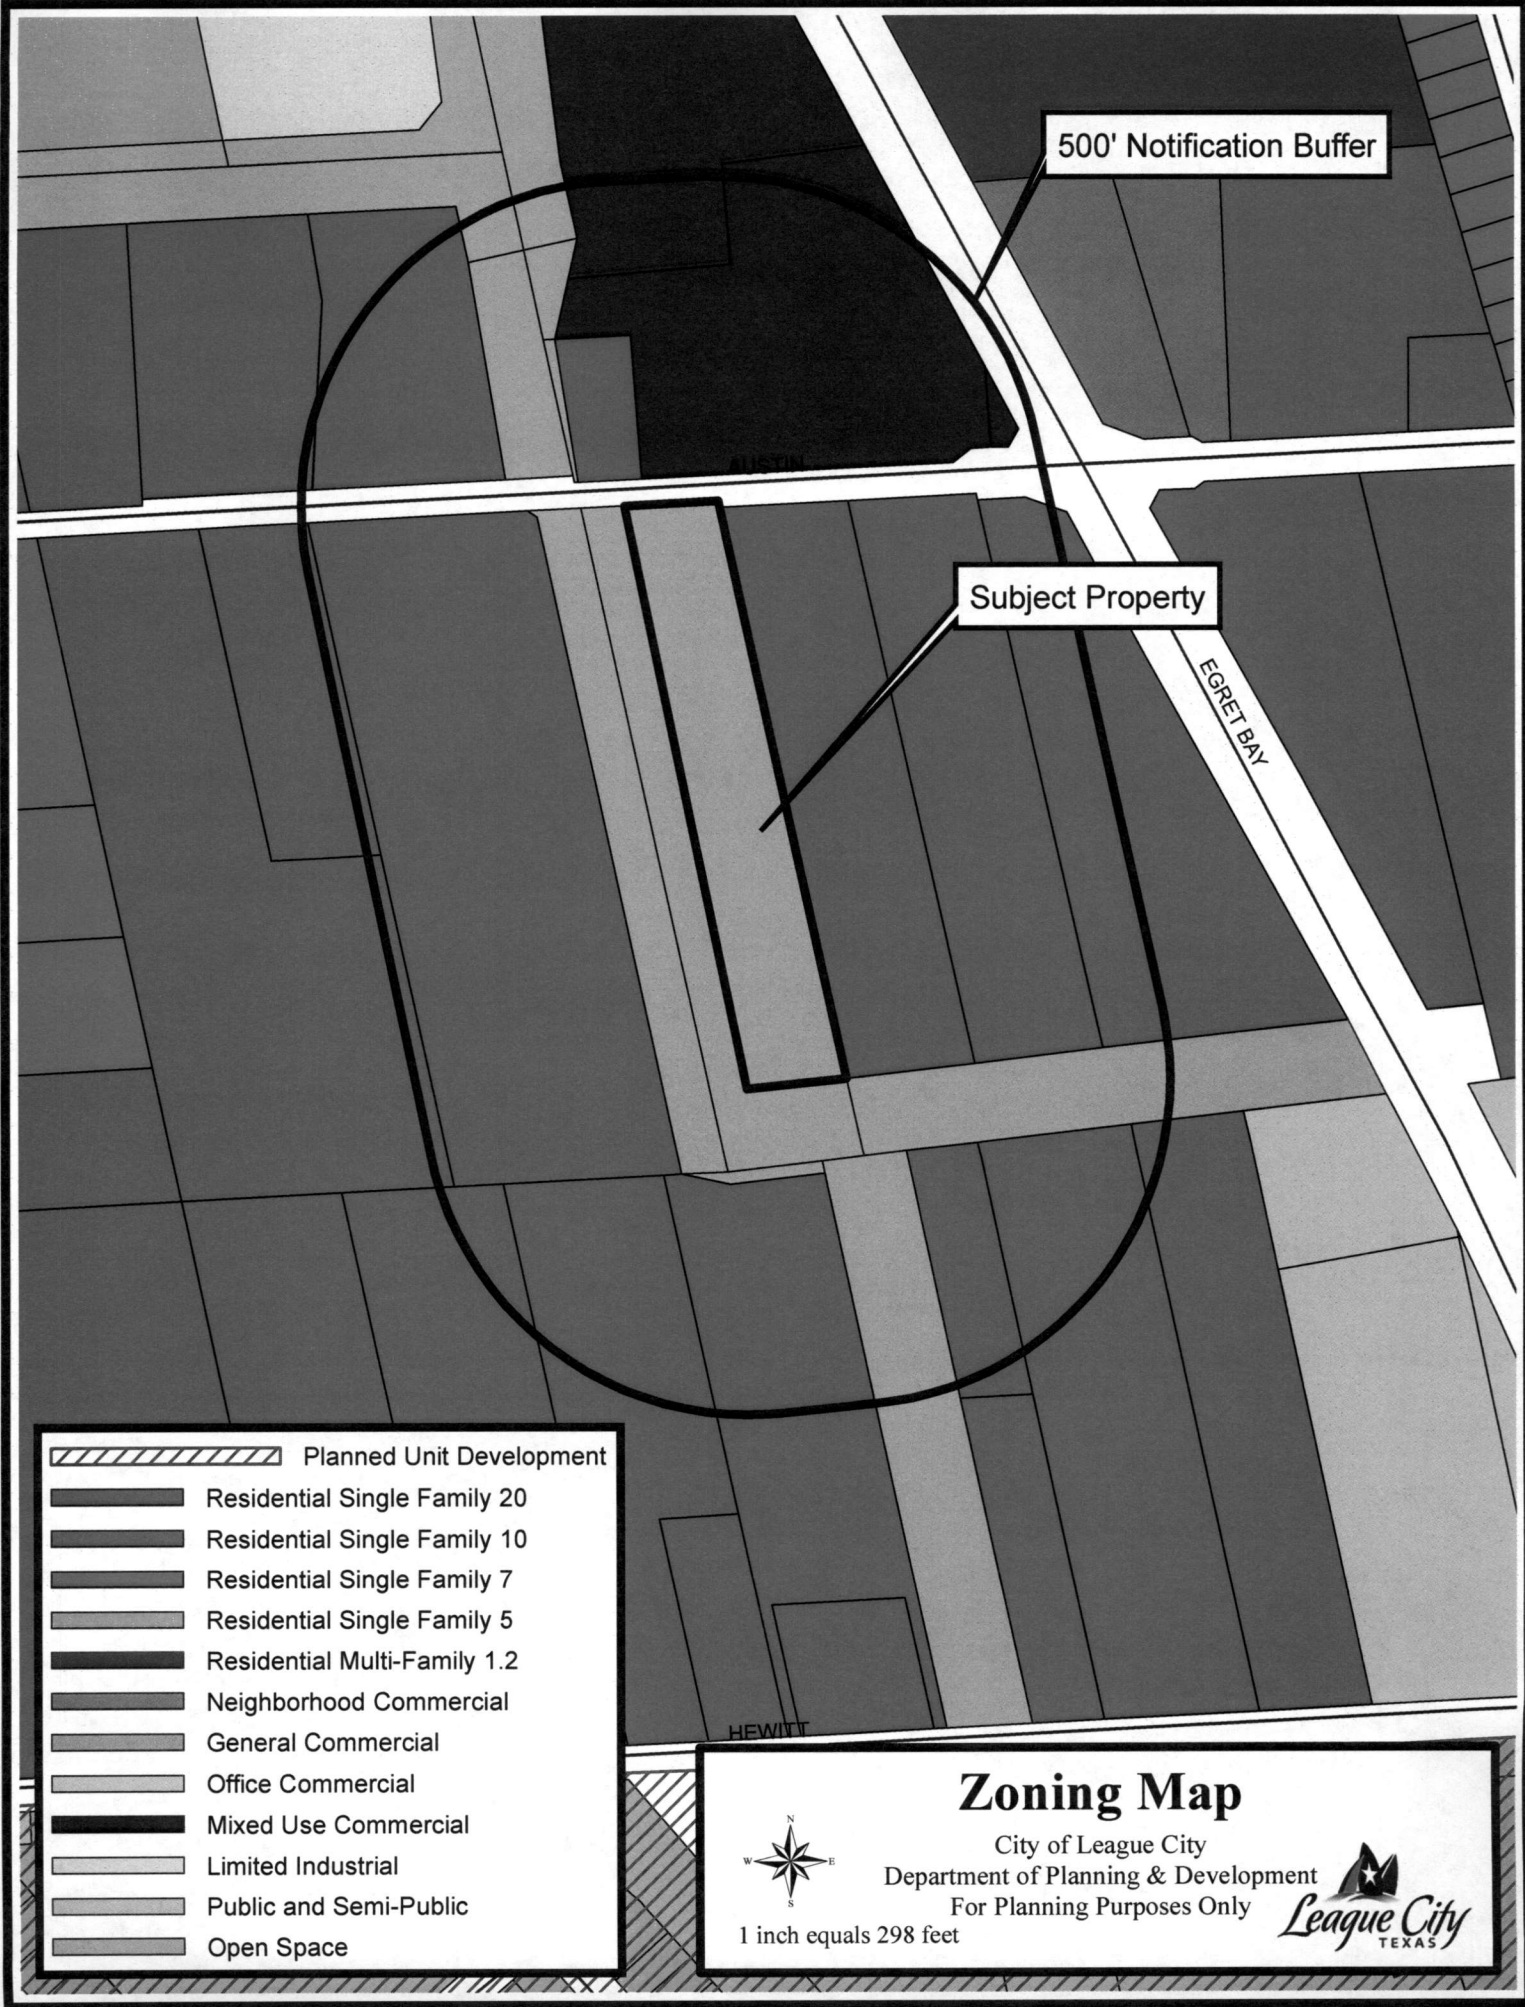 500' Notification Buffer
AUSTIN
Subject Property
EGRET BAY
Planned Unit Development
Residential Single Family 20
Residential Single Family 10
Residential Single Family 7
Residential Single Family 5
Residential Multi-Family 1.2
Neighborhood Commercial
General Commercial
Office Commercial
Mixed Use Commercial
Limited Industrial
Public and Semi-Public
Open Space
HEWITT
Zoning Map
City of League City
Department of Planning & Development
For Planning Purposes Only
1 inch equals 298 feet
N
W
E
S
League City
TEXAS